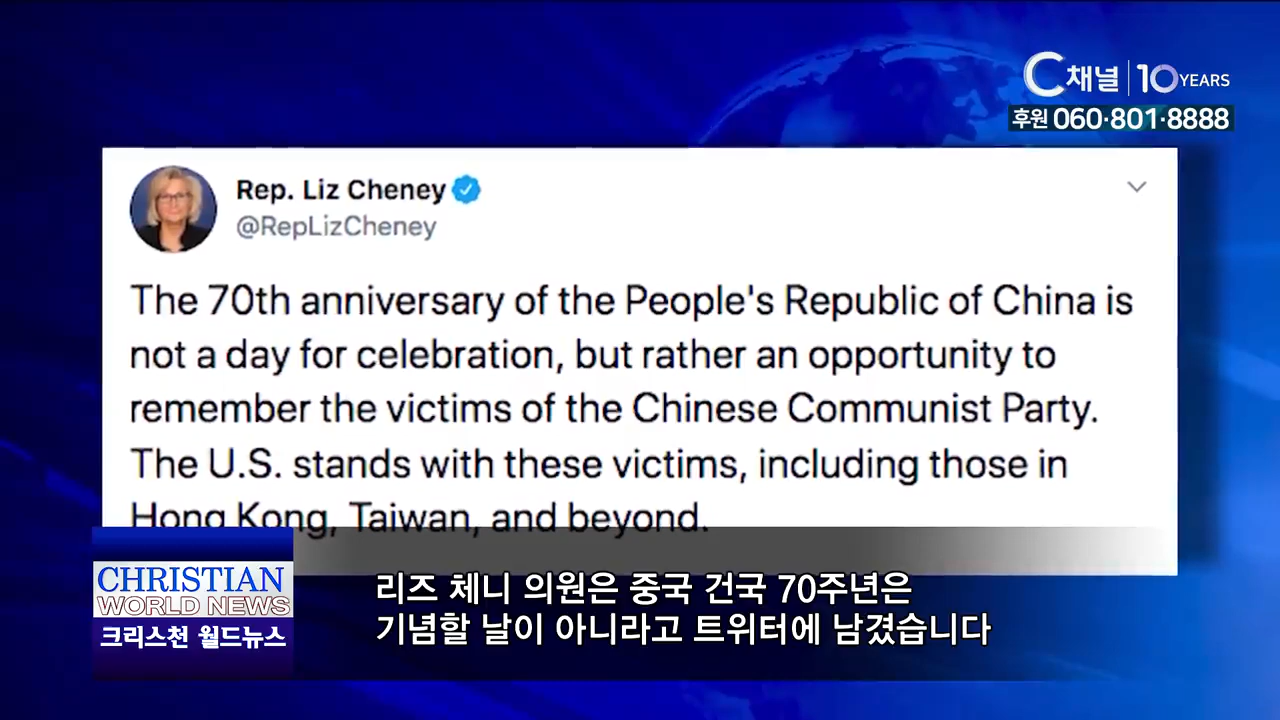 C채널 10 YEARS
후원 060·801·8888
Rep. Liz Cheney
@RepLizCheney
The 70th anniversary of the People's Republic of China is
not a day for celebration, but rather an opportunity to
remember the victims of the Chinese Communist Party.
The U.S. stands with these victims, including those in
Hong Kong, Taiwan, and beyond.
CHRISTIAN
WORLD NEWS
크리스천 월드뉴스
리즈 체니 의원은 중국 건국 70주년은
기념할 날이 아니라고 트위터에 남겼습니다